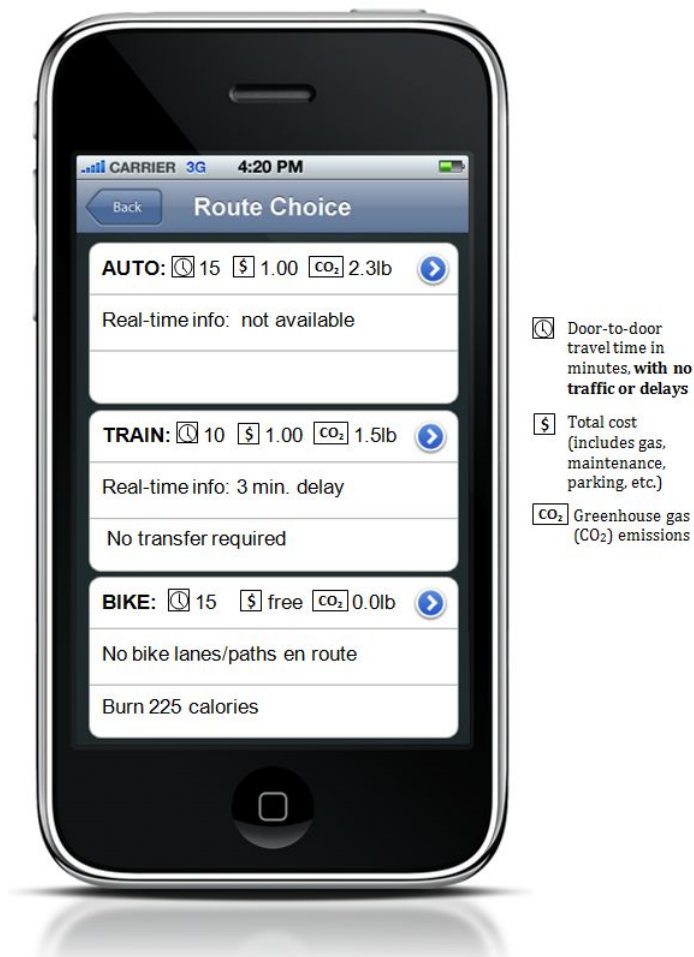 CARRIER 3G 4:20 PM
Back
Route Choice
AUTO: 15 $ 1.00 CO₂ 2.3lb
Real-time info: not available
TRAIN: 10 $ 1.00 CO₂ 1.5lb
Real-time info: 3 min. delay
No transfer required
BIKE: 15 $ free CO₂ 0.0lb
No bike lanes/paths en route
Burn 225 calories
Door-to-door
travel time in
minutes, with no
traffic or delays
$ Total cost
(includes gas,
maintenance,
parking, etc.)
CO₂ Greenhouse gas
(CO₂) emissions